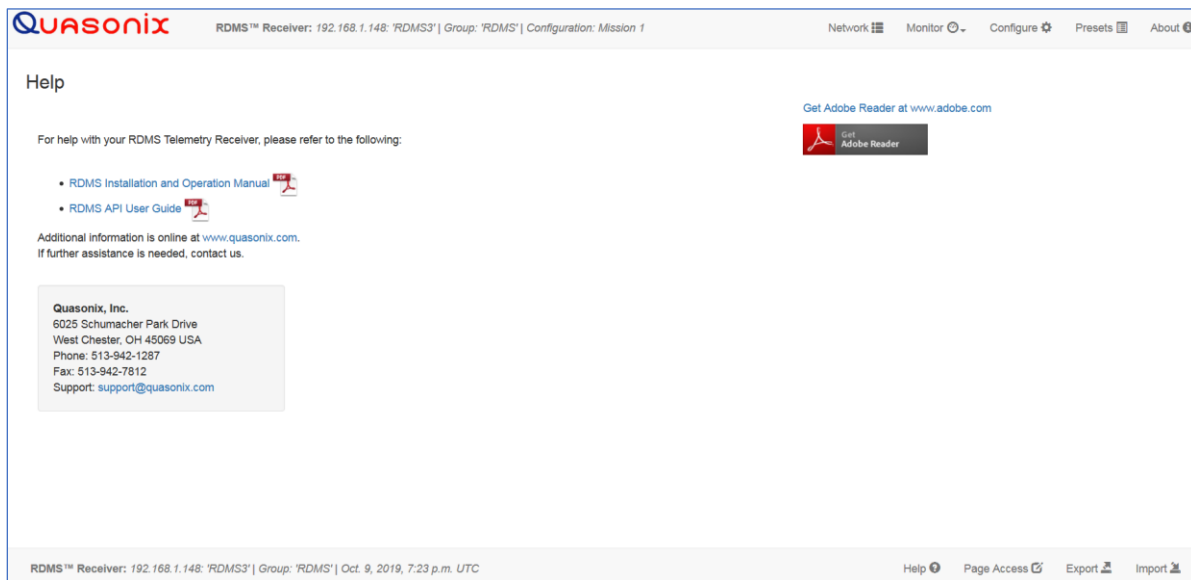 Quasonix
RDMS™ Receiver: 192.168.1.148: 'RDMS3' | Group: 'RDMS' | Configuration: Mission 1
Network Monitor Configure Presets About
Help
Get Adobe Reader at www.adobe.com
Get
Adobe Reader
For help with your RDMS Telemetry Receiver, please refer to the following:
• RDMS Installation and Operation Manual PDF
• RDMS API User Guide PDF
Additional information is online at www.quasonix.com.
If further assistance is needed, contact us.
Quasonix, Inc.
6025 Schumacher Park Drive
West Chester, OH 45069 USA
Phone: 513-942-1287
Fax: 513-942-7812
Support: support@quasonix.com
RDMS™ Receiver: 192.168.1.148: 'RDMS3' | Group: 'RDMS' | Oct. 9, 2019, 7:23 p.m. UTC
Help Page Access Export Import